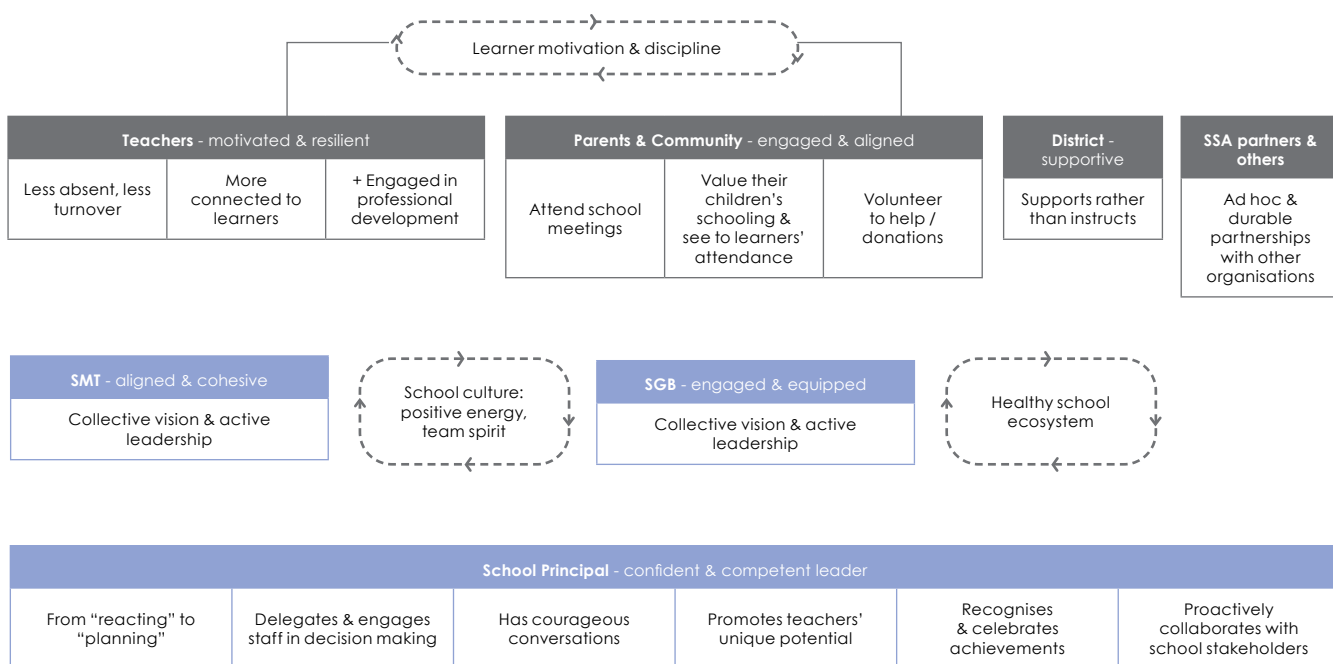 Learner motivation & discipline
Teachers - motivated & resilient
Less absent, less
turnover
More
connected to
learners
+ Engaged in
professional
development
Parents & Community - engaged & aligned
Attend school
meetings
Value their
children's
schooling &
see to learners'
attendance
Volunteer
to help /
donations
District -
supportive
Supports rather
than instructs
SSA partners &
others
Ad hoc &
durable
partnerships
with other
organisations
SMT - aligned & cohesive
Collective vision & active
leadership
School culture:
positive energy,
team spirit
SGB - engaged & equipped
Collective vision & active
leadership
Healthy school
ecosystem
School Principal - confident & competent leader
From “reacting” to
“planning”
Delegates & engages
staff in decision making
Has courageous
conversations
Promotes teachers’
unique potential
Recognises
& celebrates
achievements
Proactively
collaborates with
school stakeholders